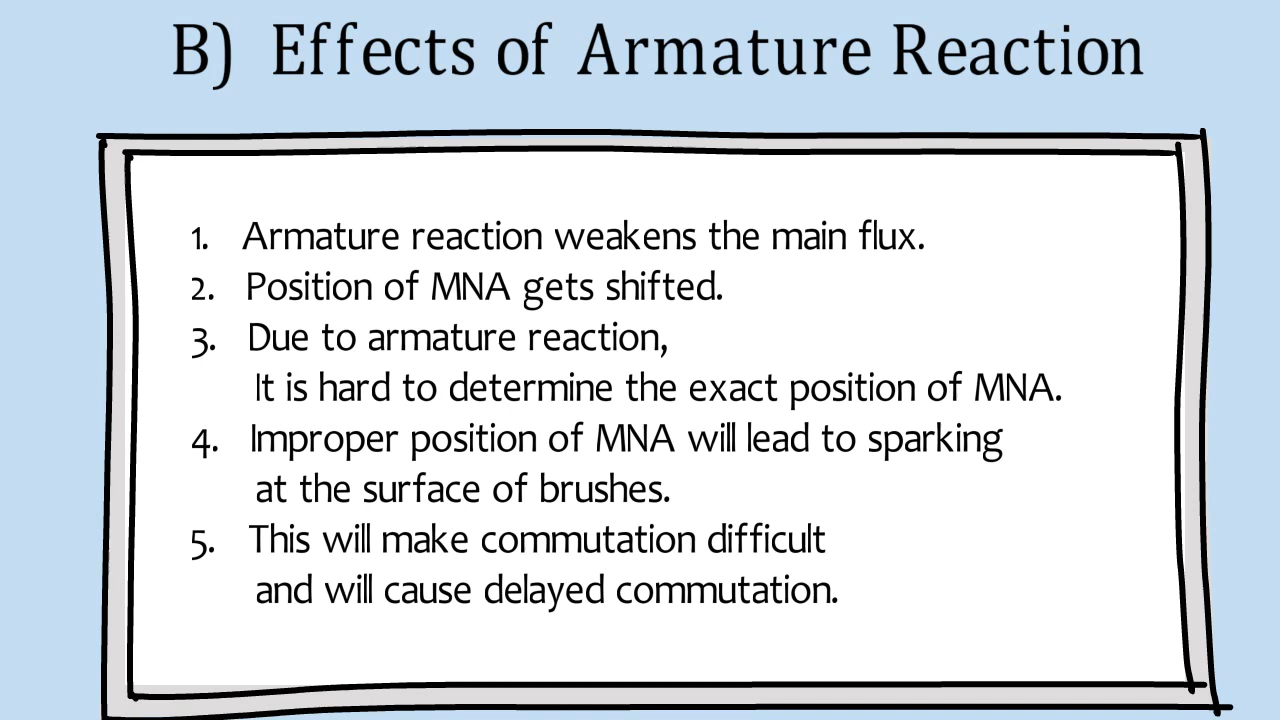 B) Effects of Armature Reaction
1. Armature reaction weakens the main flux.
2. Position of MNA gets shifted.
3. Due to armature reaction,
It is hard to determine the exact position of MNA.
4. Improper position of MNA will lead to sparking
at the surface of brushes.
5. This will make commutation difficult
and will cause delayed commutation.